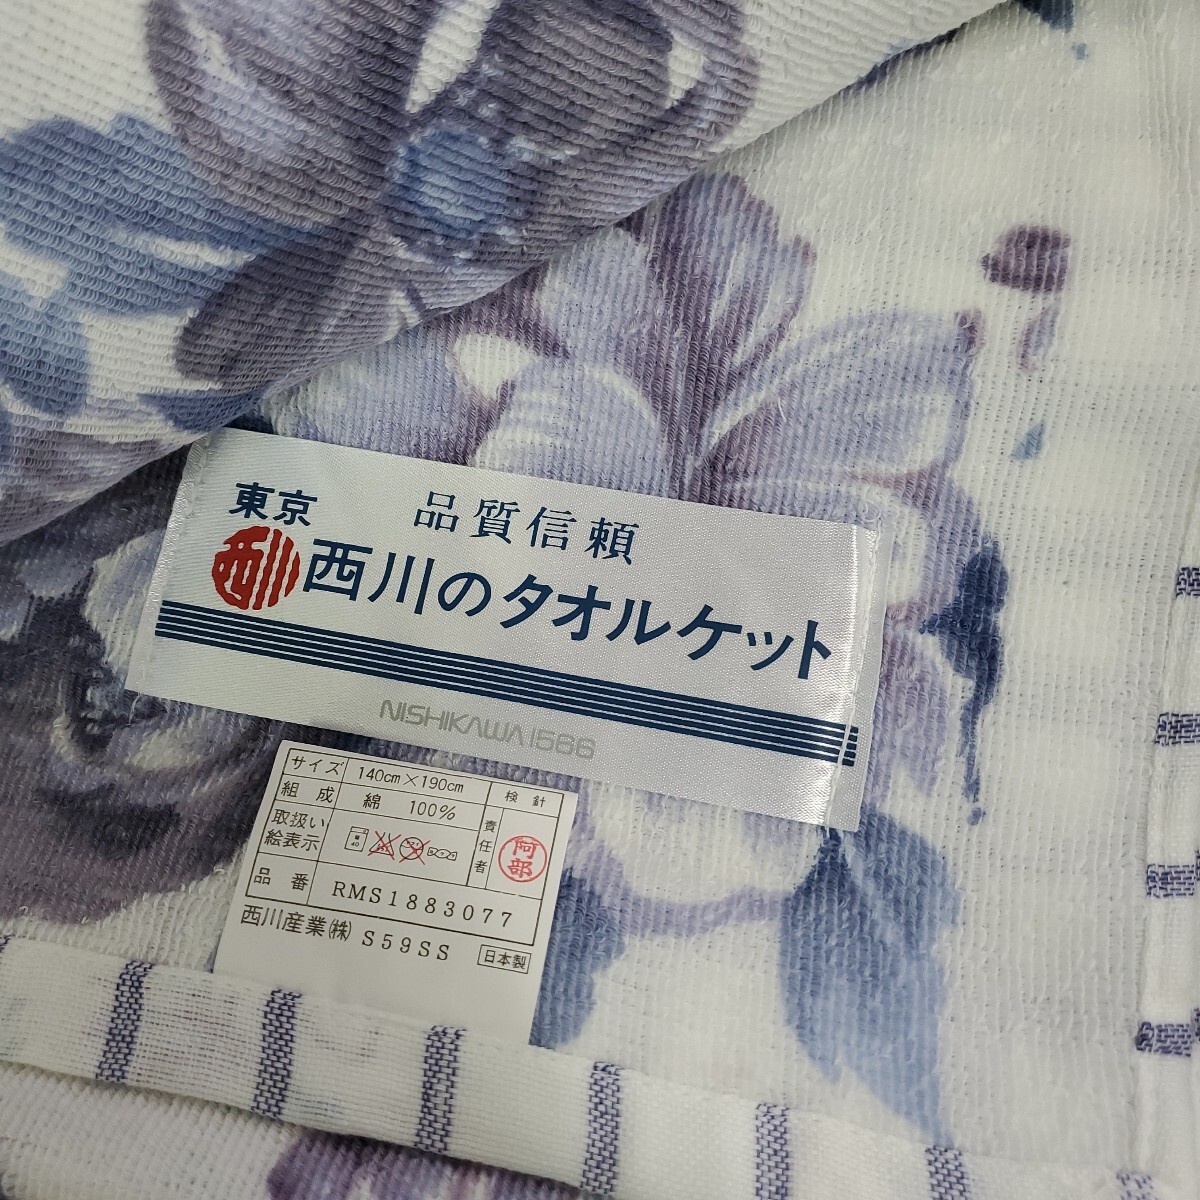 東京 品質信頼
西川 西川のタオルケット
NISHIKAWA 1566
サイズ 140cm×190cm 検針
組成 綿 100% 責任者
取扱い
絵表示 阿部
品番 RMS1883077
西川産業㈱ S59SS 日本製